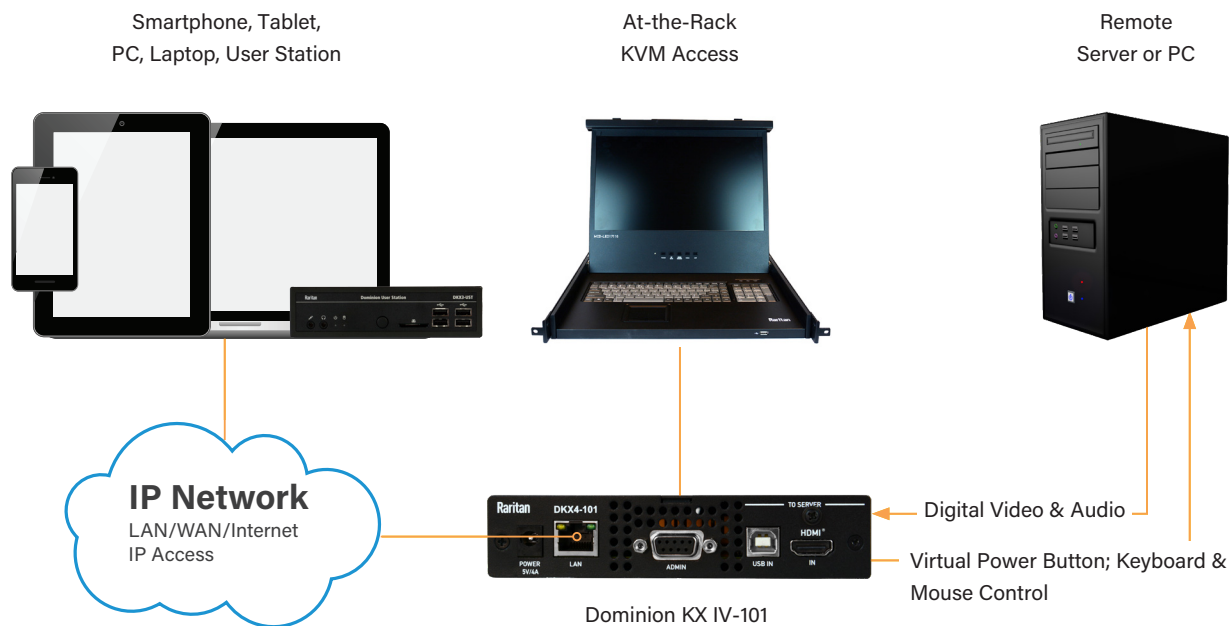 Smartphone, Tablet,
PC, Laptop, User Station
At-the-Rack
KVM Access
Remote
Server or PC
Raritan
Dominion User Station
DKX3-UST
Raritan
IP Network
LAN/WAN/Internet
IP Access
Raritan
DKX4-101
TO SERVER
HDMI®
POWER
5V/4A
LAN
ADMIN
USB IN
IN
Digital Video & Audio
Virtual Power Button; Keyboard &
Mouse Control
Dominion KX IV-101